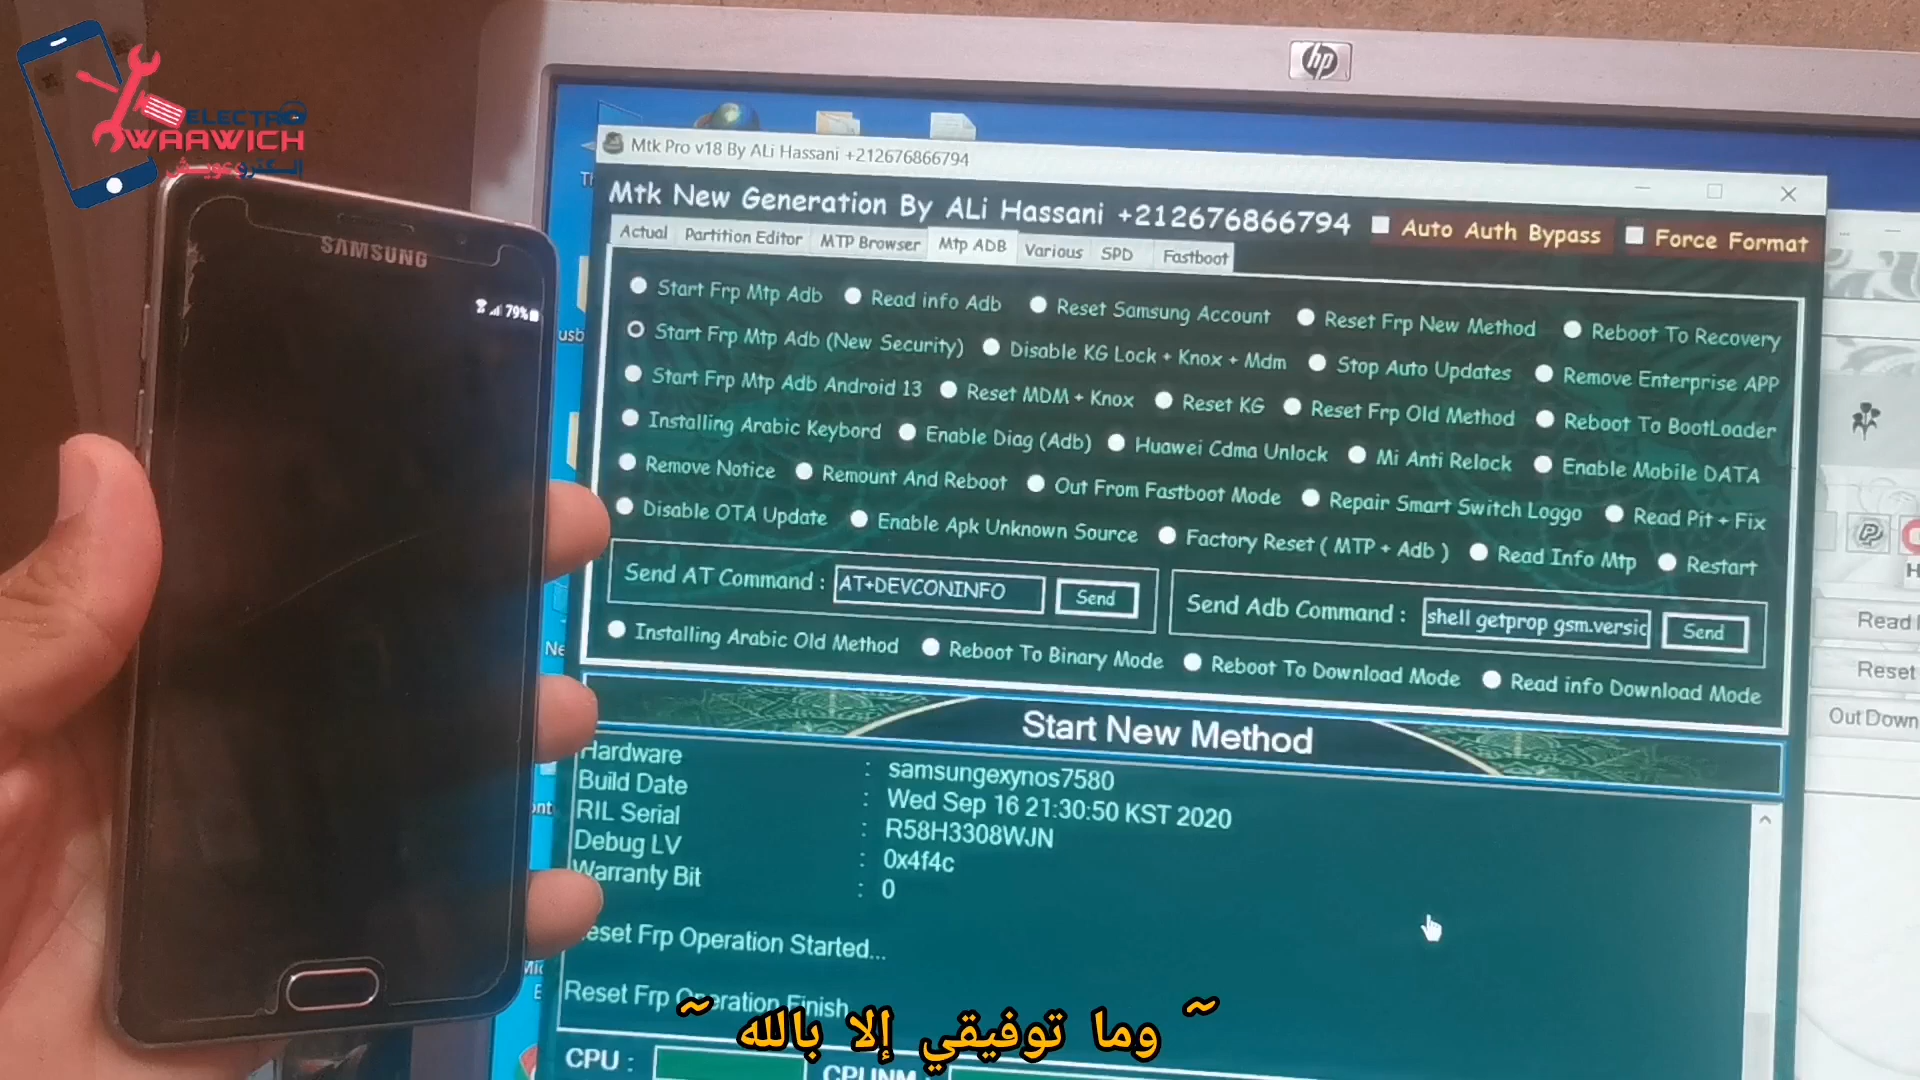 ELECTRO
WAAWICH
الكتروعويش
SAMSUNG
79%
hp
Mtk Pro v18 By ALi Hassani +212676866794
Mtk New Generation By ALi Hassani +212676866794
Auto Auth Bypass
Force Format
Actual
Partition Editor
MTP Browser
Mtp ADB
Various
SPD
Fastboot
Start Frp Mtp Adb
Read info Adb
Reset Samsung Account
Reset Frp New Method
Reboot To Recovery
Start Frp Mtp Adb (New Security)
Disable KG Lock + Knox + Mdm
Stop Auto Updates
Remove Enterprise APP
Start Frp Mtp Adb Android 13
Reset MDM + Knox
Reset KG
Reset Frp Old Method
Reboot To BootLoader
Installing Arabic Keybord
Enable Diag (Adb)
Huawei Cdma Unlock
Mi Anti Relock
Enable Mobile DATA
Remove Notice
Remount And Reboot
Out From Fastboot Mode
Repair Smart Switch Loggo
Read Pit + Fix
Disable OTA Update
Enable Apk Unknown Source
Factory Reset ( MTP + Adb )
Read Info Mtp
Restart
Send AT Command : AT+DEVCONINFO Send
Send Adb Command : shell getprop gsm.versic Send
Installing Arabic Old Method
Reboot To Binary Mode
Reboot To Download Mode
Read info Download Mode
Start New Method
Hardware : samsungexynos7580
Build Date : Wed Sep 16 21:30:50 KST 2020
RIL Serial : R58H3308WJN
Debug LV : 0x4f4c
Warranty Bit : 0
eset Frp Operation Started...
Reset Frp Operation Finish
CPU :
usb
Read
Reset
Out Down
~ وما توفيقي إلا بالله ~